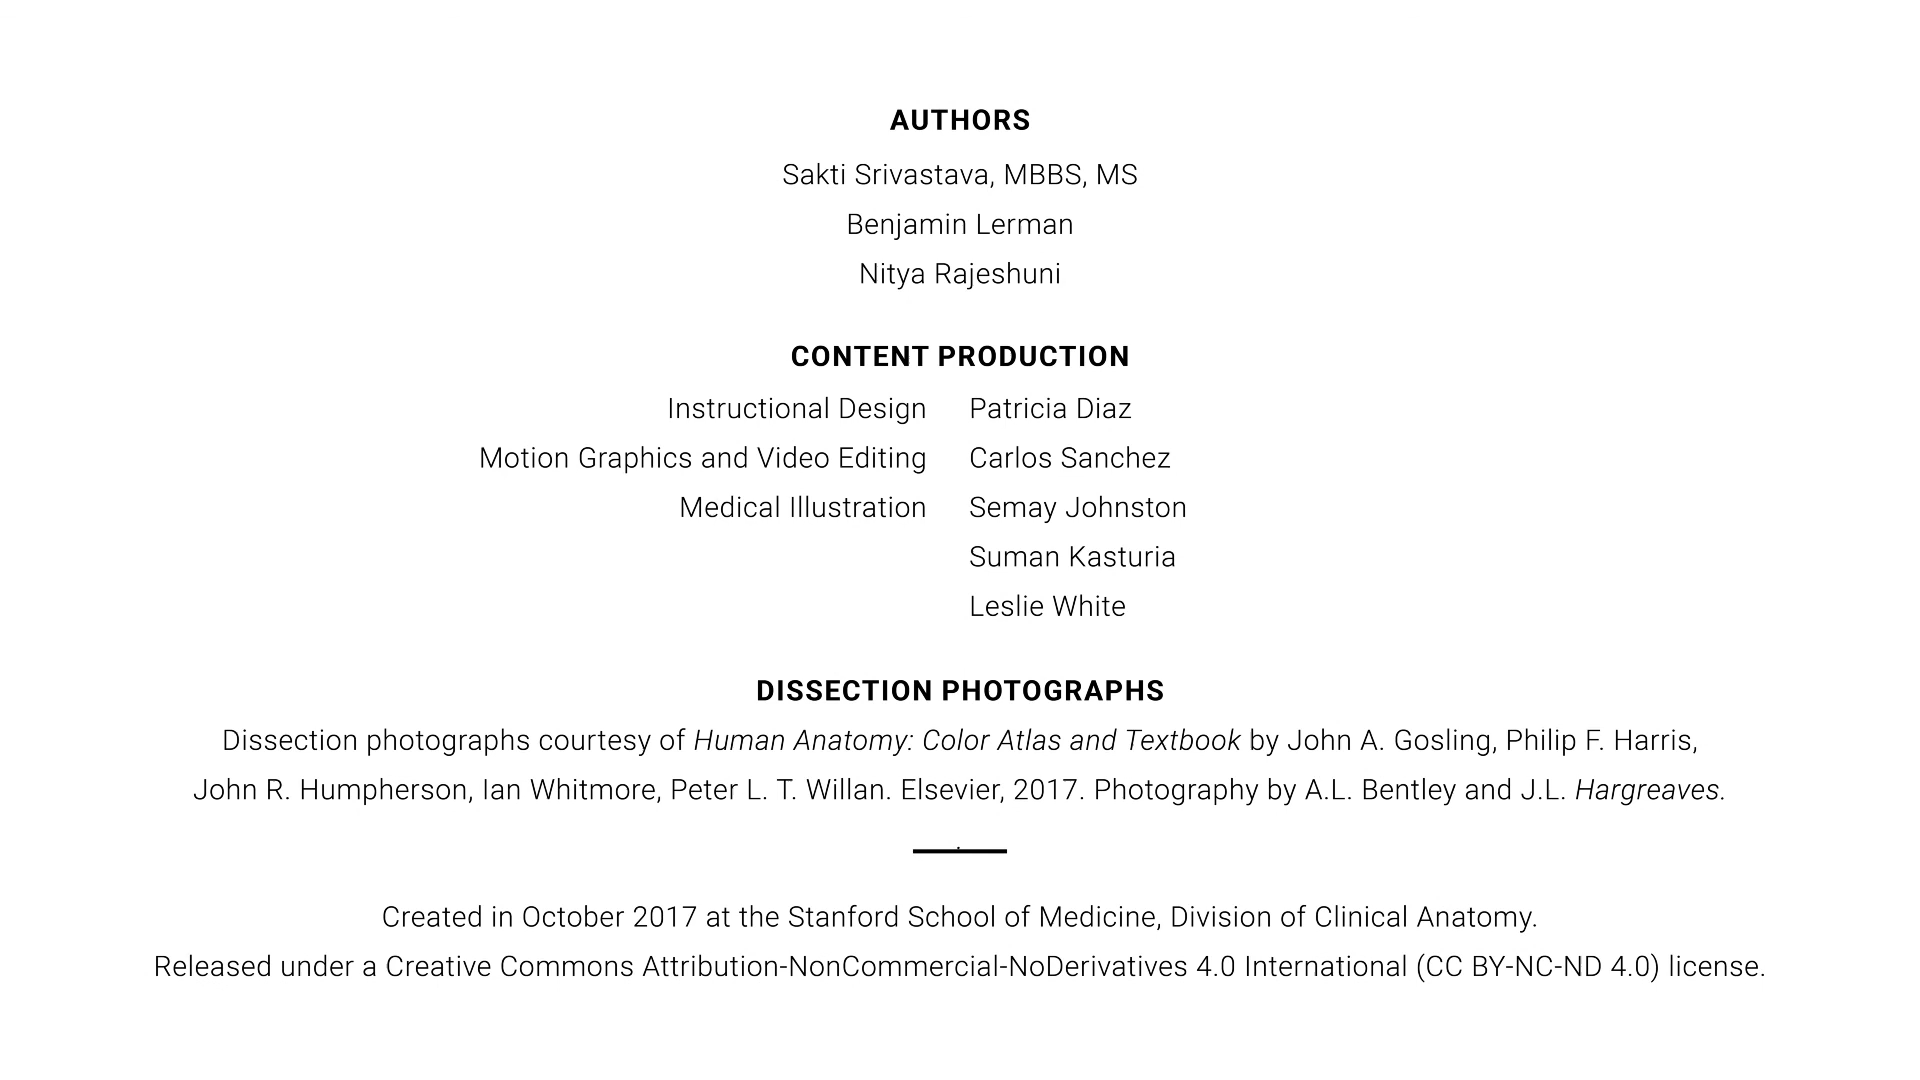 AUTHORS
Sakti Srivastava, MBBS, MS
Benjamin Lerman
Nitya Rajeshuni
CONTENT PRODUCTION
Instructional Design Patricia Diaz
Motion Graphics and Video Editing Carlos Sanchez
Medical Illustration Semay Johnston
Suman Kasturia
Leslie White
DISSECTION PHOTOGRAPHS
Dissection photographs courtesy of Human Anatomy: Color Atlas and Textbook by John A. Gosling, Philip F. Harris,
John R. Humpherson, Ian Whitmore, Peter L. T. Willan. Elsevier, 2017. Photography by A.L. Bentley and J.L. Hargreaves.
Created in October 2017 at the Stanford School of Medicine, Division of Clinical Anatomy.
Released under a Creative Commons Attribution-NonCommercial-NoDerivatives 4.0 International (CC BY-NC-ND 4.0) license.